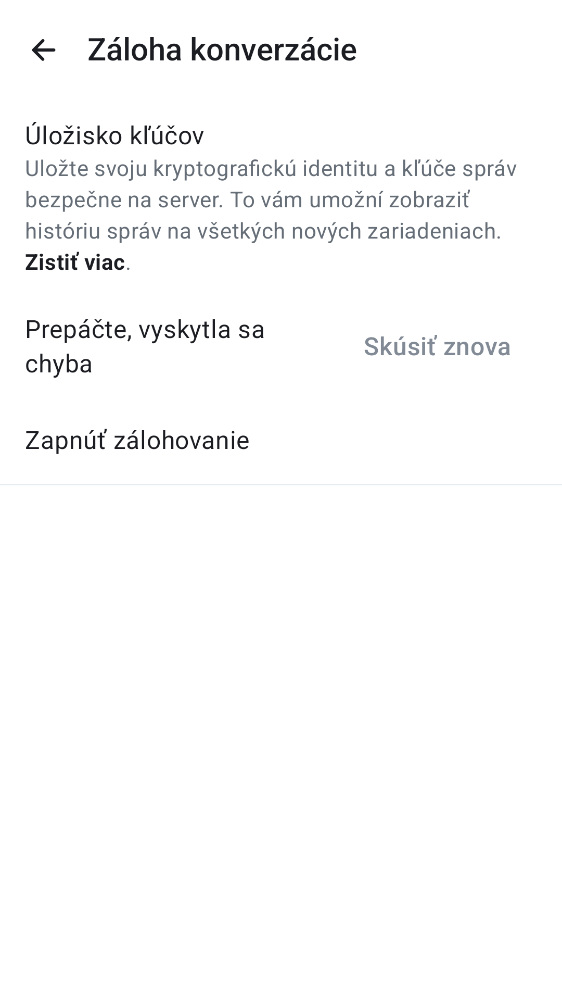 Záloha konverzácie
Úložisko kľúčov
Uložte svoju kryptografickú identitu a kľúče správ
bezpečne na server. To vám umožní zobraziť
históriu správ na všetkých nových zariadeniach.
Zistiť viac.
Prepáčte, vyskytla sa
chyba
Skúsiť znova
Zapnúť zálohovanie